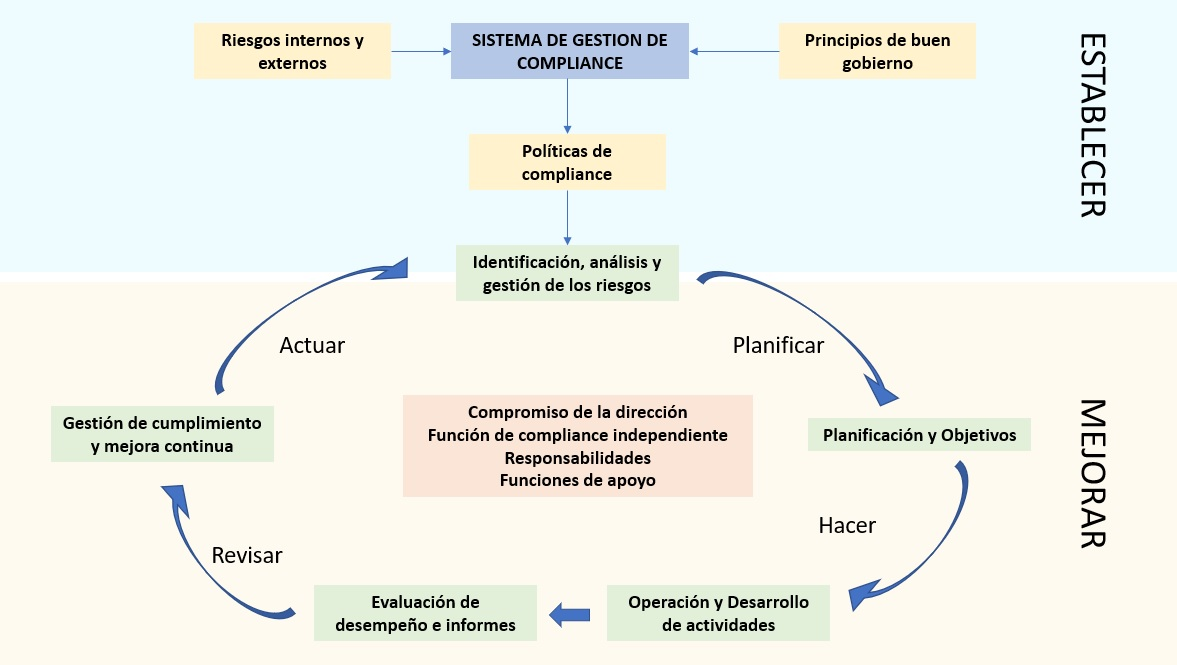 Riesgos internos y
externos
SISTEMA DE GESTION DE
COMPLIANCE
Principios de buen
gobierno
ESTABLECER
Políticas de
compliance
Identificación, análisis y
gestión de los riesgos
Actuar
Planificar
Gestión de cumplimiento
y mejora continua
Compromiso de la dirección
Función de compliance independiente
Responsabilidades
Funciones de apoyo
Planificación y Objetivos
MEJORAR
Hacer
Revisar
Evaluación de
desempeño e informes
Operación y Desarrollo
de actividades